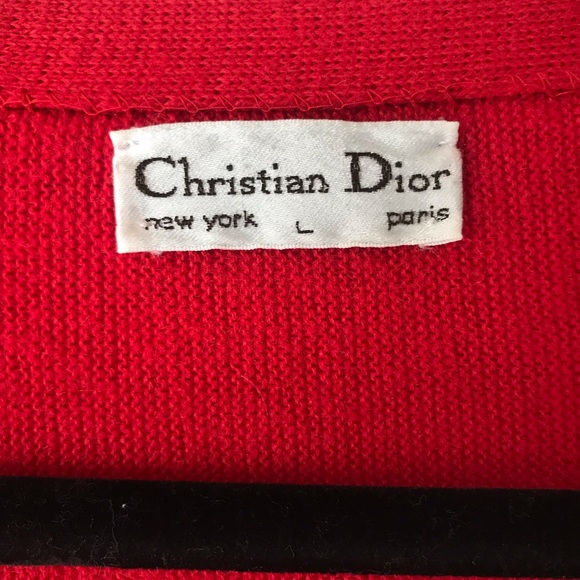 Christian Dior
new york L paris